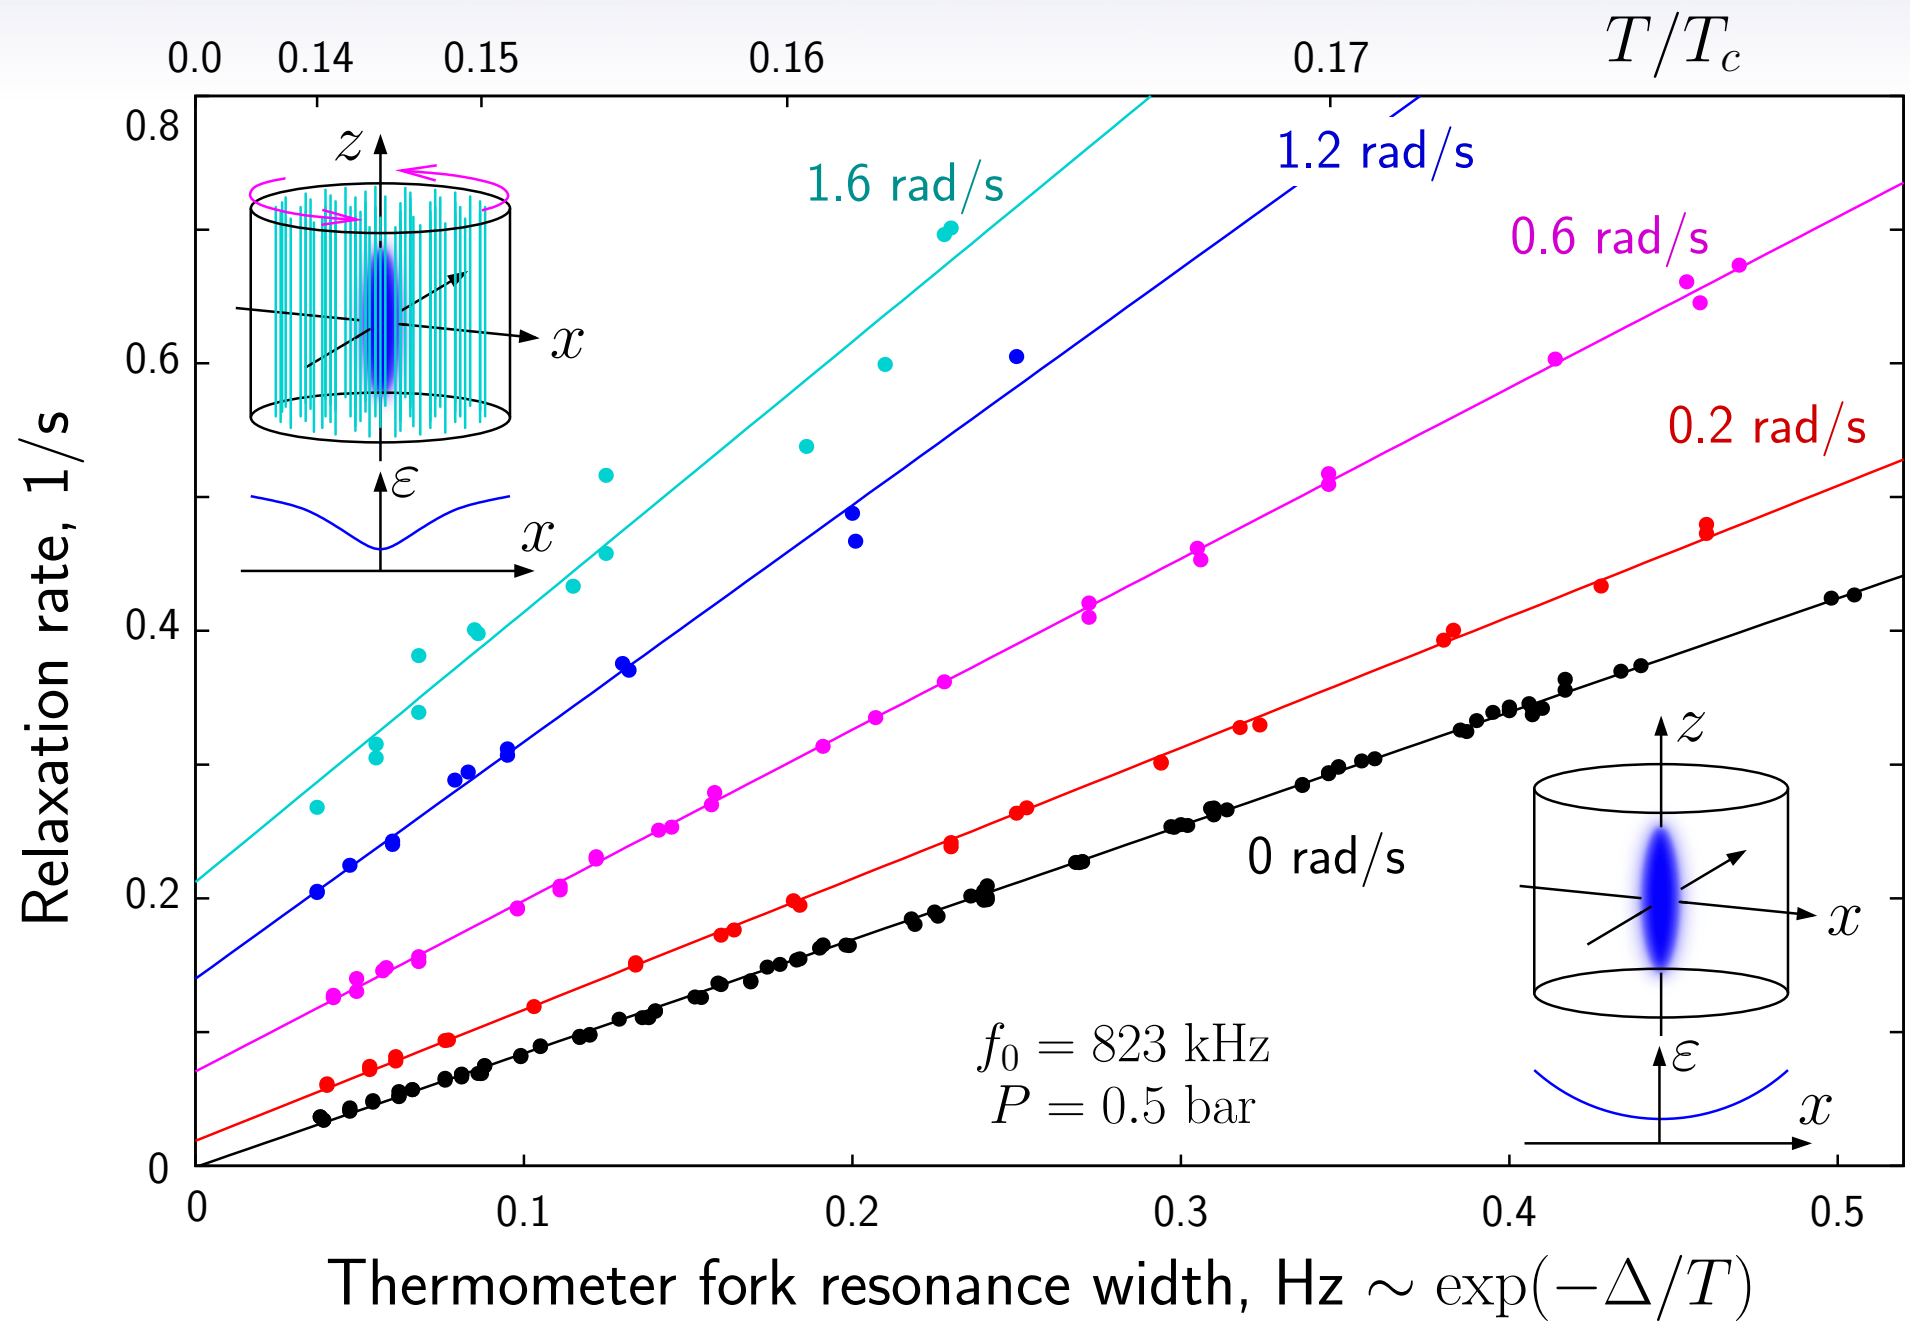 0.0 0.14 0.15 0.16 0.17 T/T_c
0.8
0.6
0.4
0.2
0
Relaxation rate, 1/s
z
x
ε
x
1.6 rad/s
1.2 rad/s
0.6 rad/s
0.2 rad/s
0 rad/s
f_0 = 823 kHz
P = 0.5 bar
z
x
ε
x
0 0.1 0.2 0.3 0.4 0.5
Thermometer fork resonance width, Hz ∼ exp(−Δ/T)